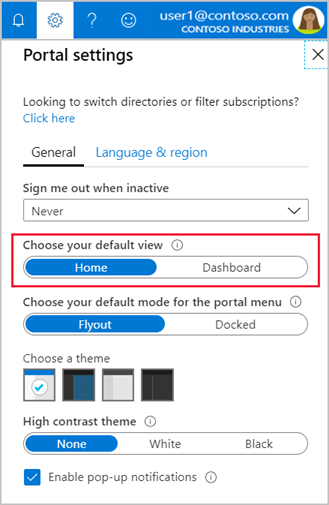 user1@contoso.com
CONTOSO INDUSTRIES
Portal settings
Looking to switch directories or filter subscriptions?
Click here
General Language & region
Sign me out when inactive
Never
Choose your default view
Home Dashboard
Choose your default mode for the portal menu
Flyout Docked
Choose a theme
High contrast theme
None White Black
Enable pop-up notifications